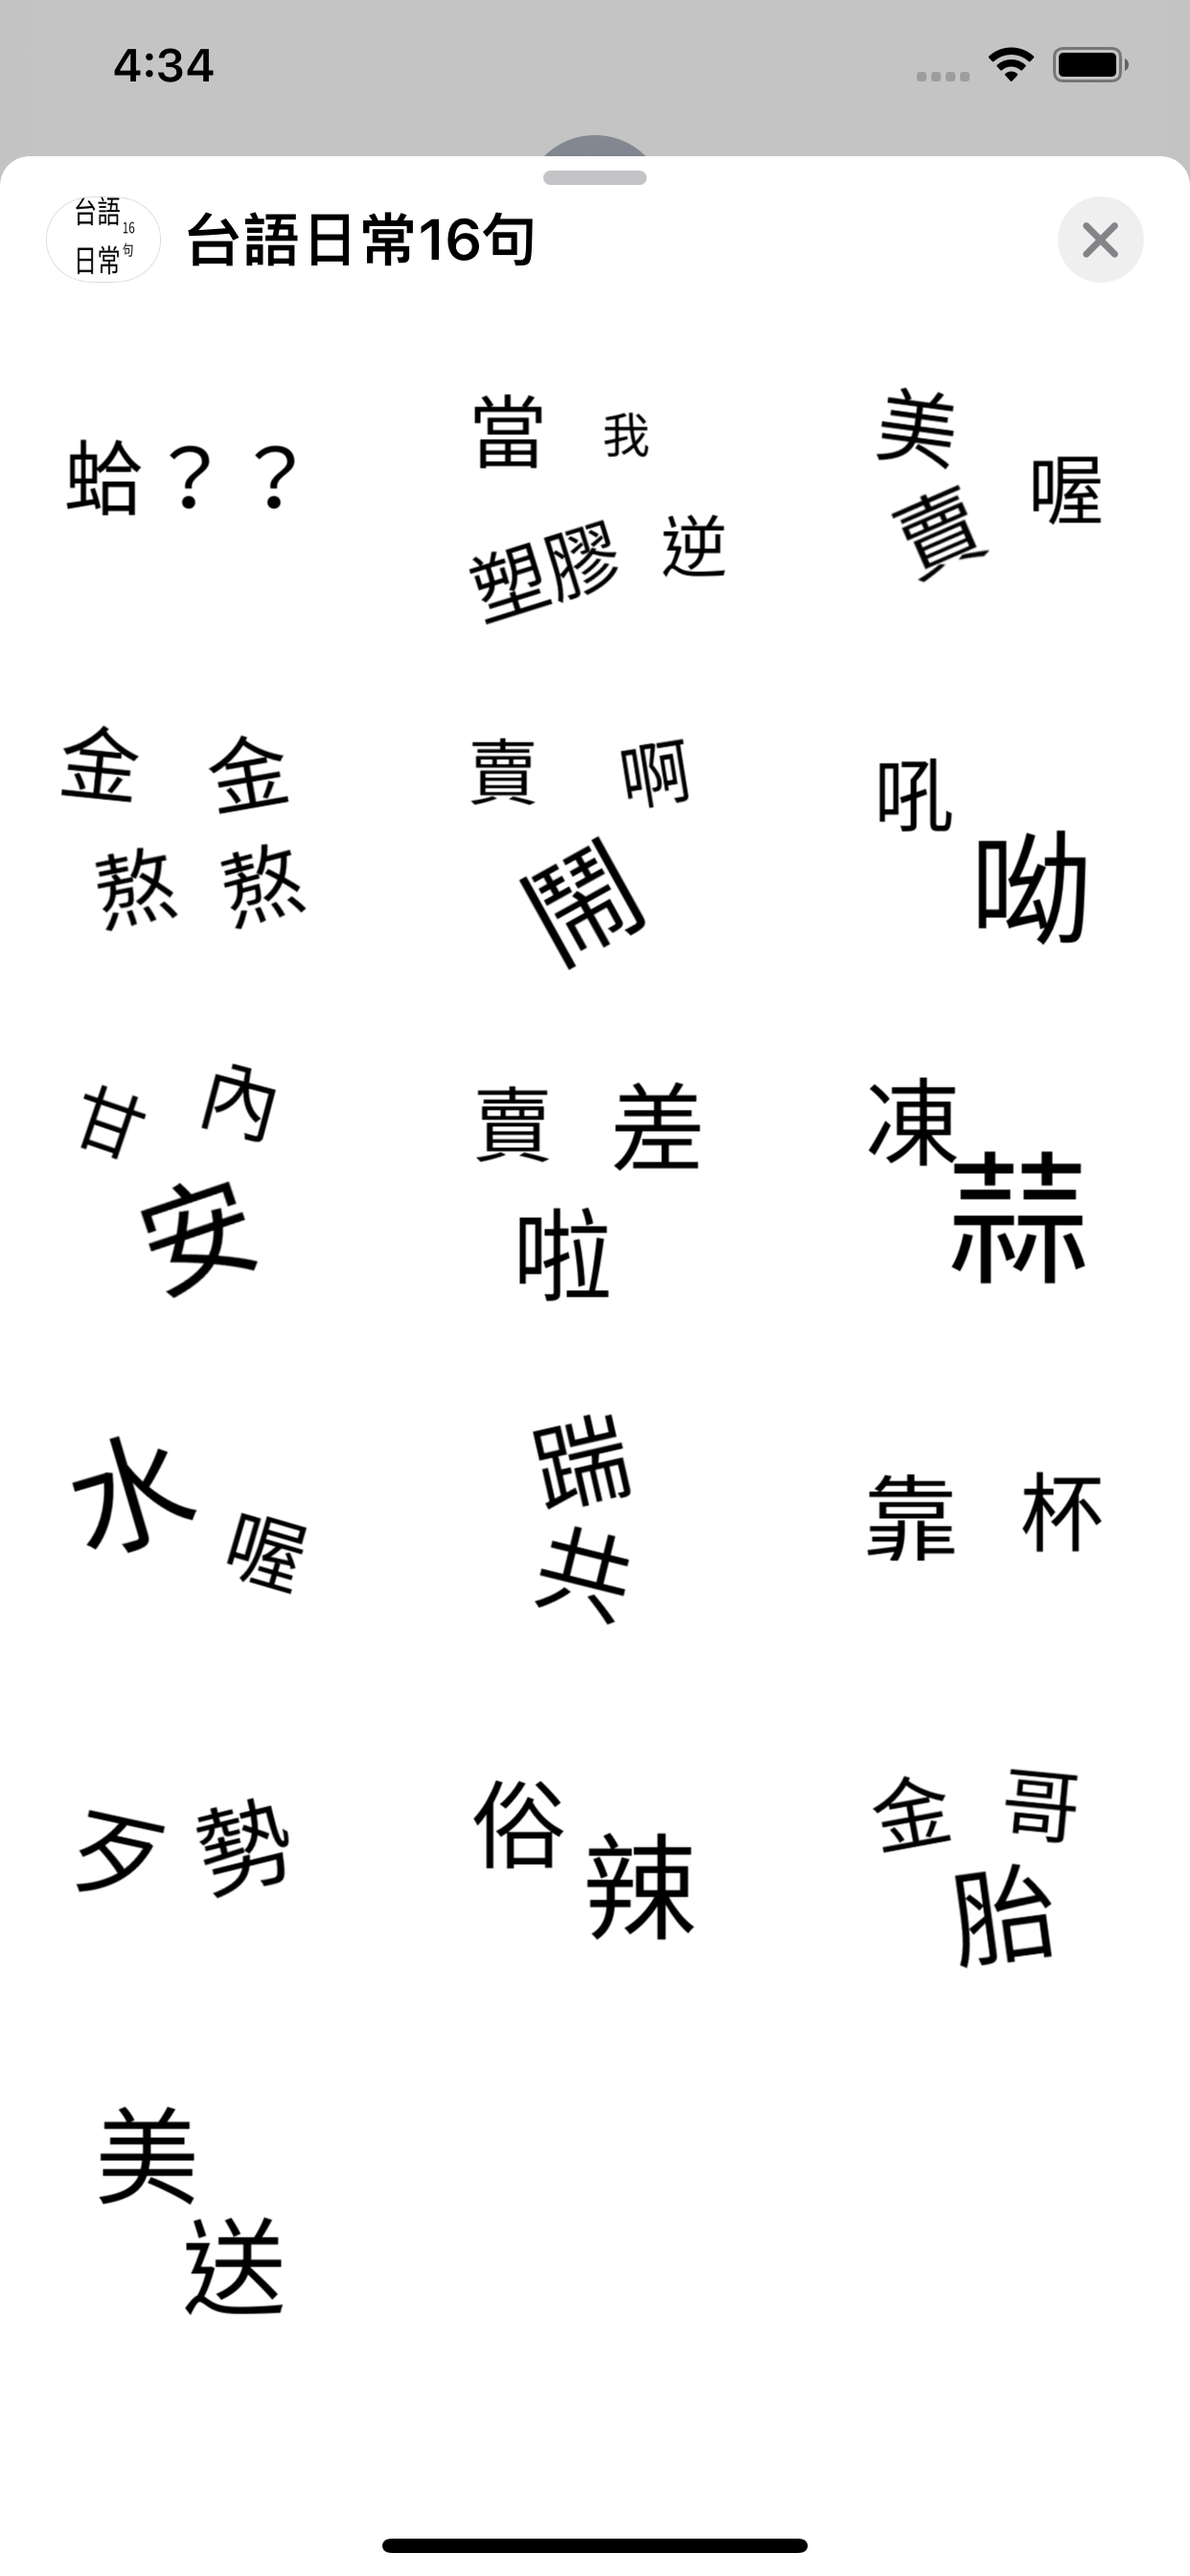 4:34
台語
16
日常
句
台語日常16句
蛤？？
當 我
塑膠 逆
美
賣 喔
金 金
熬 熬
賣 啊
鬧
吼
呦
甘 內
安
賣 差
啦
凍
蒜
水
喔
踹
共
靠 杯
歹 勢
俗
辣
金 哥
胎
美
送